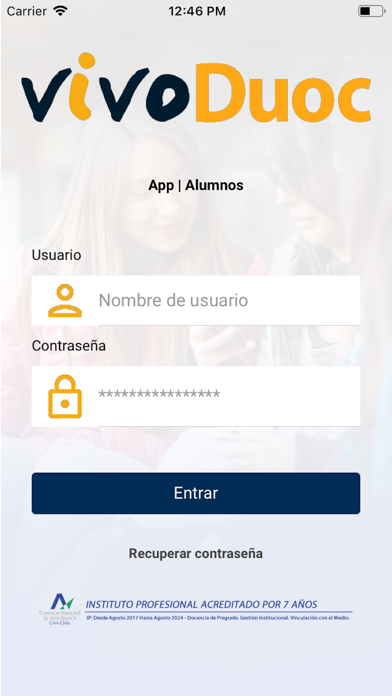 Carrier 12:46 PM
vivoDuoc
App | Alumnos
Usuario
Nombre de usuario
Contraseña
****************
Entrar
Recuperar contraseña
COMISIÓN NACIONAL
DE ACREDITACIÓN
CNA-Chile
INSTITUTO PROFESIONAL ACREDITADO POR 7 AÑOS
IP: Desde Agosto 2017 Hasta Agosto 2024 - Docencia de Pregrado. Gestión Institucional. Vinculación con el Medio.